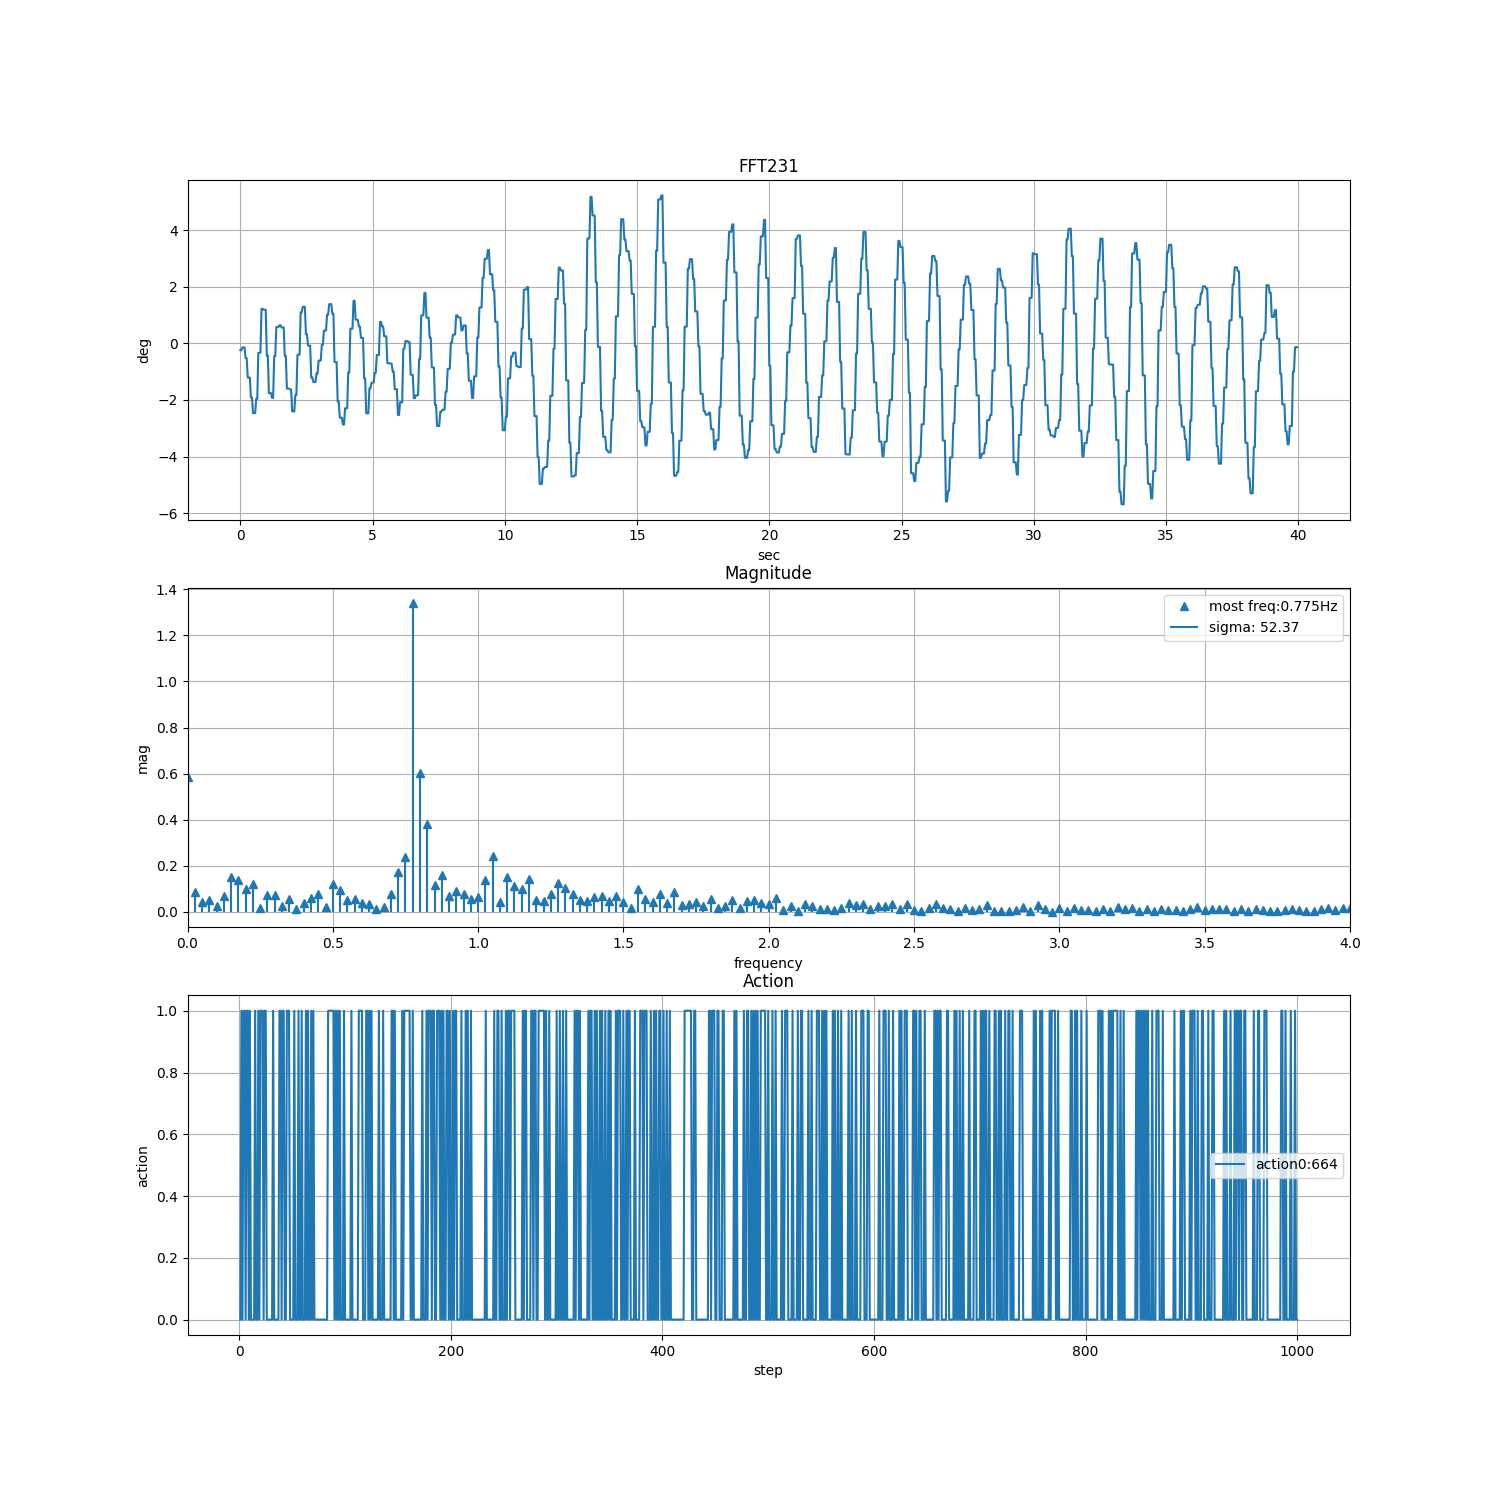 FFT231
4
2
0
−2
−4
−6
deg
0 5 10 15 20 25 30 35 40
sec
Magnitude
1.4
1.2
1.0
0.8
0.6
0.4
0.2
0.0
mag
most freq:0.775Hz
sigma: 52.37
0.0 0.5 1.0 1.5 2.0 2.5 3.0 3.5 4.0
frequency
Action
1.0
0.8
0.6
0.4
0.2
0.0
action
action0:664
0 200 400 600 800 1000
step